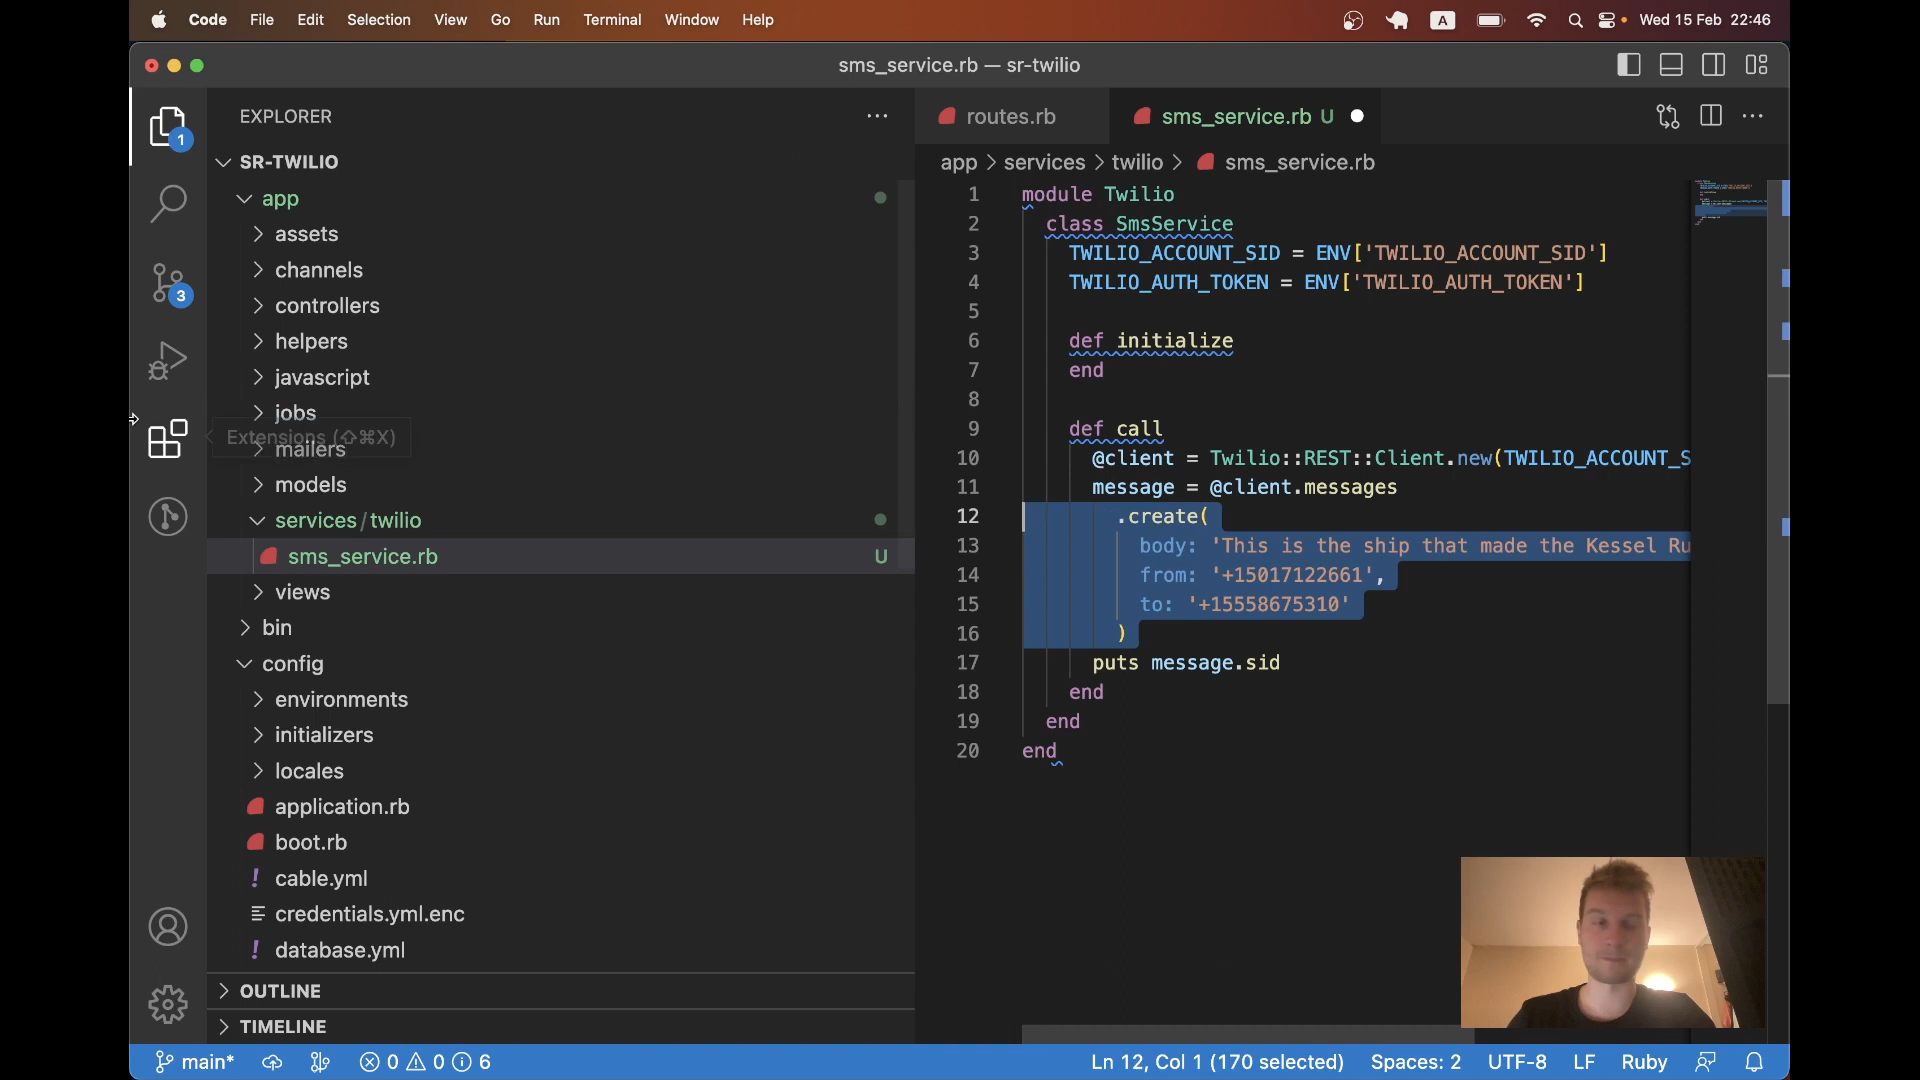 Code File Edit Selection View Go Run Terminal Window Help A Wed 15 Feb 22:46
sms_service.rb — sr-twilio
EXPLORER
1
SR-TWILIO
app
assets
channels
3
controllers
helpers
javascript
jobs
Extensions (⇧⌘X)
mailers
models
services/twilio
sms_service.rb U
views
bin
config
environments
initializers
locales
application.rb
boot.rb
cable.yml
credentials.yml.enc
database.yml
OUTLINE
TIMELINE
routes.rb sms_service.rb U
app > services > twilio > sms_service.rb
1 module Twilio
2 class SmsService
3 TWILIO_ACCOUNT_SID = ENV['TWILIO_ACCOUNT_SID']
4 TWILIO_AUTH_TOKEN = ENV['TWILIO_AUTH_TOKEN']
5
6 def initialize
7 end
8
9 def call
10 @client = Twilio::REST::Client.new(TWILIO_ACCOUNT_S
11 message = @client.messages
12 .create(
13 body: 'This is the ship that made the Kessel Ru
14 from: '+15017122661',
15 to: '+15558675310'
16 )
17 puts message.sid
18 end
19 end
20 end
main* 0 0 6 Ln 12, Col 1 (170 selected) Spaces: 2 UTF-8 LF Ruby